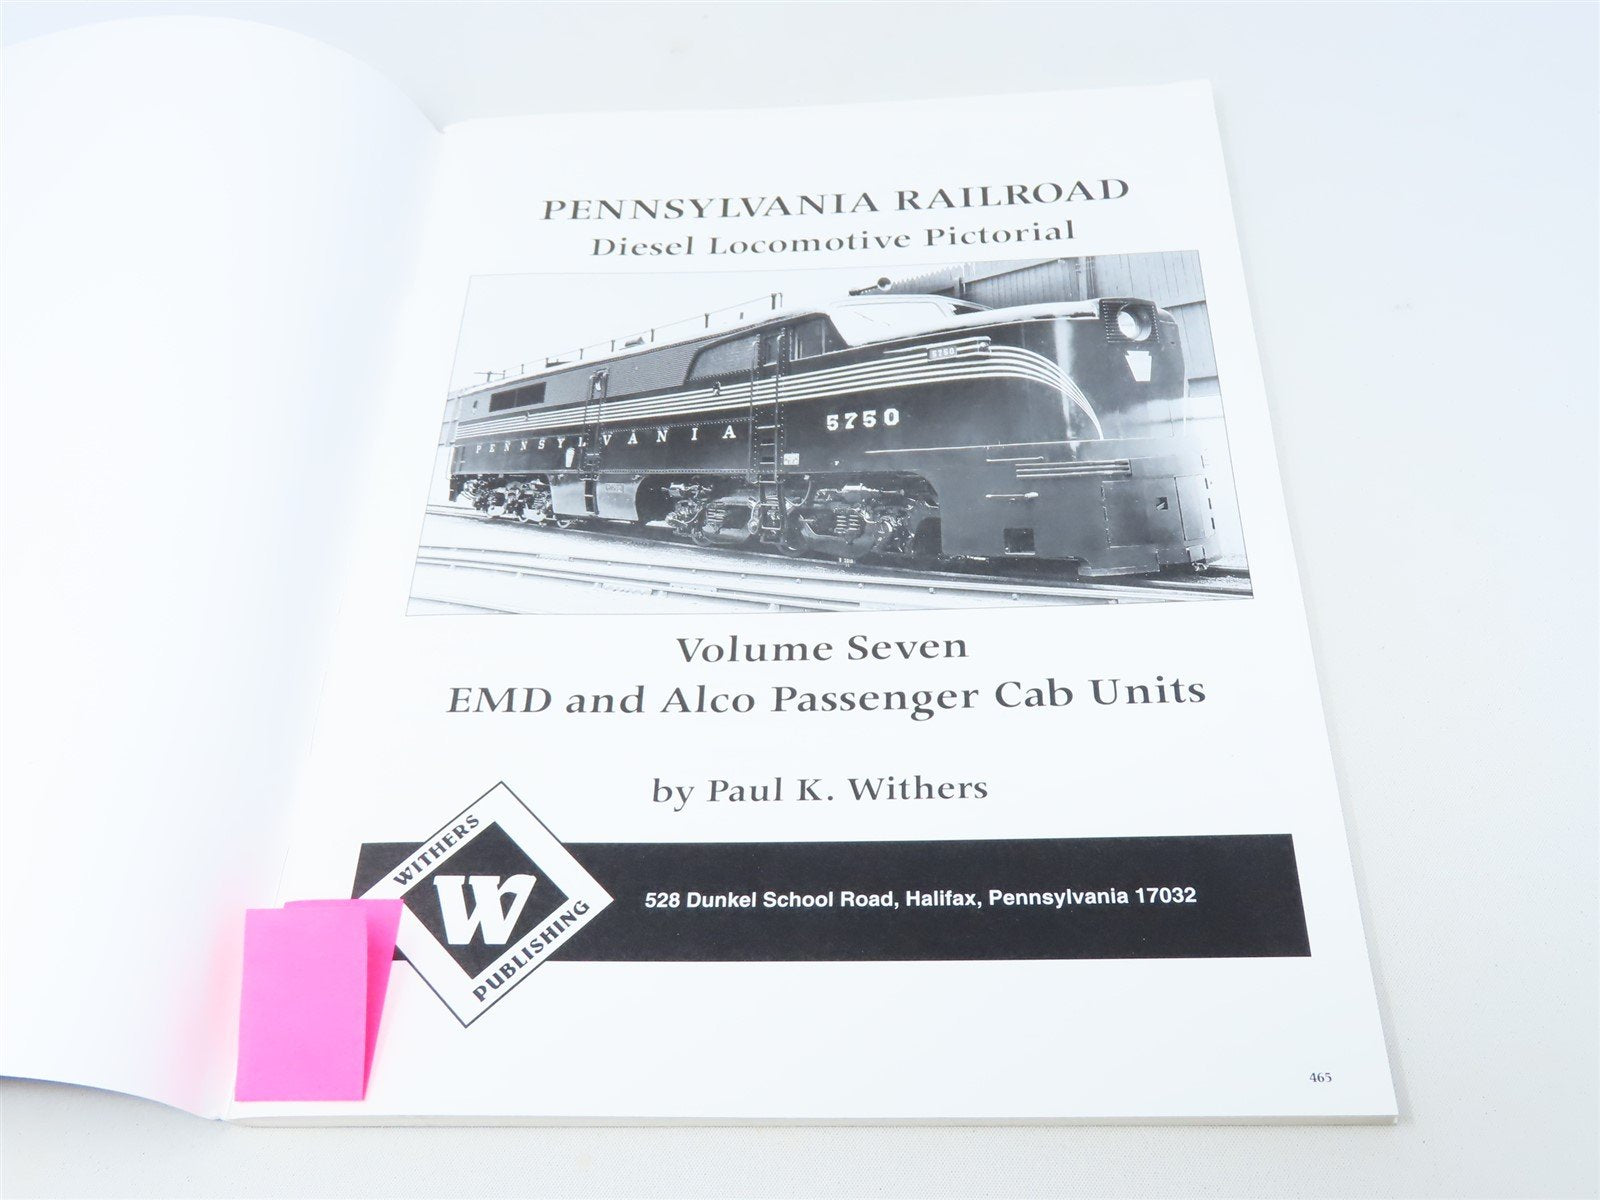 PENNSYLVANIA RAILROAD
Diesel Locomotive Pictorial
5750
PENNSYLVANIA
5750
Volume Seven
EMD and Alco Passenger Cab Units
by Paul K. Withers
WITHERS
W
PUBLISHING
528 Dunkel School Road, Halifax, Pennsylvania 17032
465